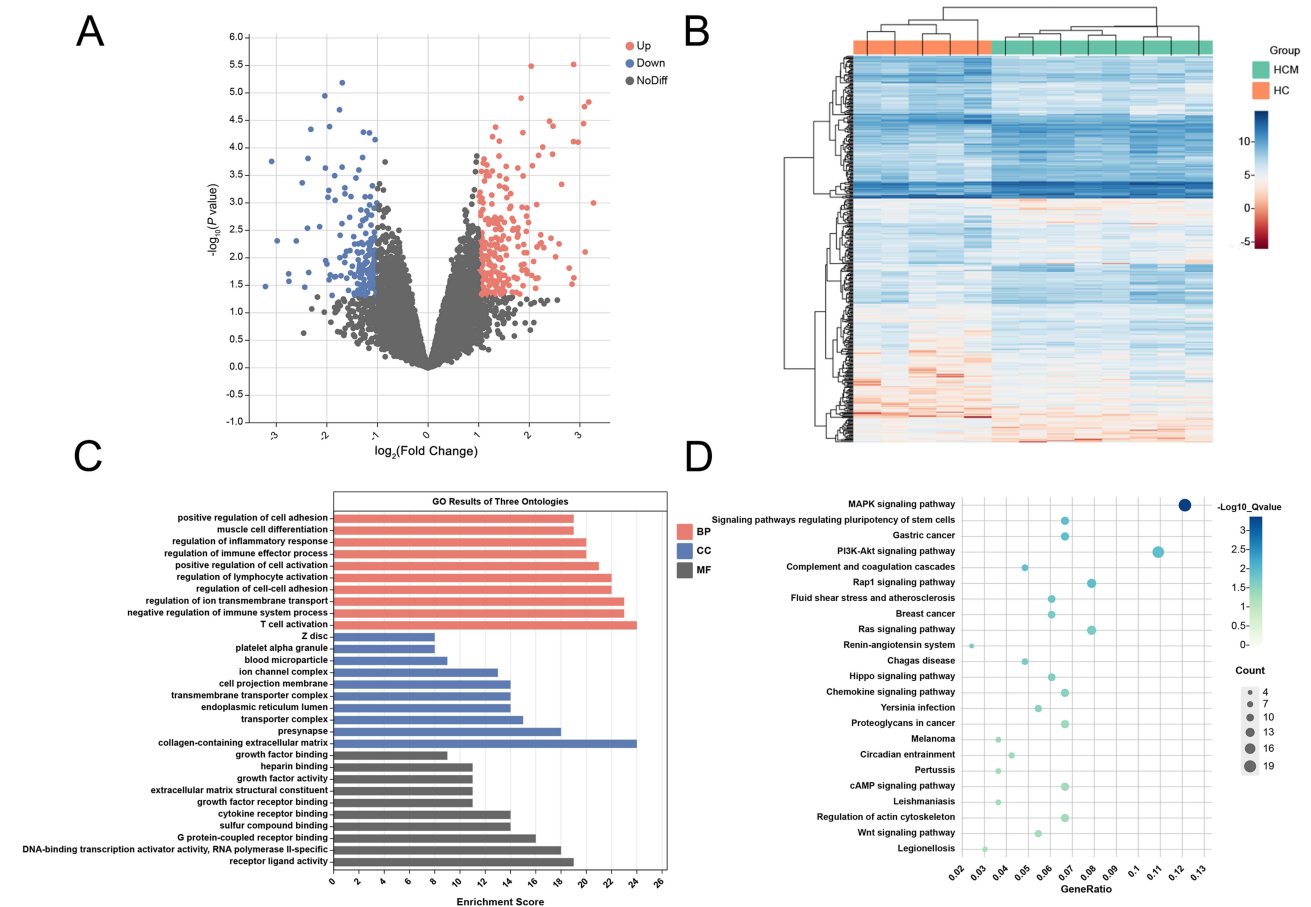 A
6.0
5.5
5.0
4.5
4.0
3.5
3.0
2.5
2.0
1.5
1.0
0.5
0.0
-0.5
-1.0
-log10(P value)
-3
-2
-1
0
1
2
3
log2(Fold Change)
Up
Down
NoDiff
B
Group
HCM
HC
10
5
0
-5
C
GO Results of Three Ontologies
positive regulation of cell adhesion
muscle cell differentiation
regulation of inflammatory response
regulation of immune effector process
positive regulation of cell activation
regulation of lymphocyte activation
regulation of cell-cell adhesion
regulation of ion transmembrane transport
negative regulation of immune system process
T cell activation
Z disc
platelet alpha granule
blood microparticle
ion channel complex
cell projection membrane
transmembrane transporter complex
endoplasmic reticulum lumen
transporter complex
presynapse
collagen-containing extracellular matrix
growth factor binding
heparin binding
growth factor activity
extracellular matrix structural constituent
growth factor receptor binding
cytokine receptor binding
sulfur compound binding
G protein-coupled receptor binding
DNA-binding transcription activator activity, RNA polymerase II-specific
receptor ligand activity
0
2
4
6
8
10
12
14
16
18
20
22
24
26
Enrichment Score
BP
CC
MF
D
MAPK signaling pathway
Signaling pathways regulating pluripotency of stem cells
Gastric cancer
PI3K-Akt signaling pathway
Complement and coagulation cascades
Rap1 signaling pathway
Fluid shear stress and atherosclerosis
Breast cancer
Ras signaling pathway
Renin-angiotensin system
Chagas disease
Hippo signaling pathway
Chemokine signaling pathway
Yersinia infection
Proteoglycans in cancer
Melanoma
Circadian entrainment
Pertussis
cAMP signaling pathway
Leishmaniasis
Regulation of actin cytoskeleton
Wnt signaling pathway
Legionellosis
0.02
0.03
0.04
0.05
0.06
0.07
0.08
0.09
0.1
0.11
0.12
0.13
GeneRatio
-Log10_Qvalue
3
2.5
2
1.5
1
0.5
0
Count
4
7
10
13
16
19